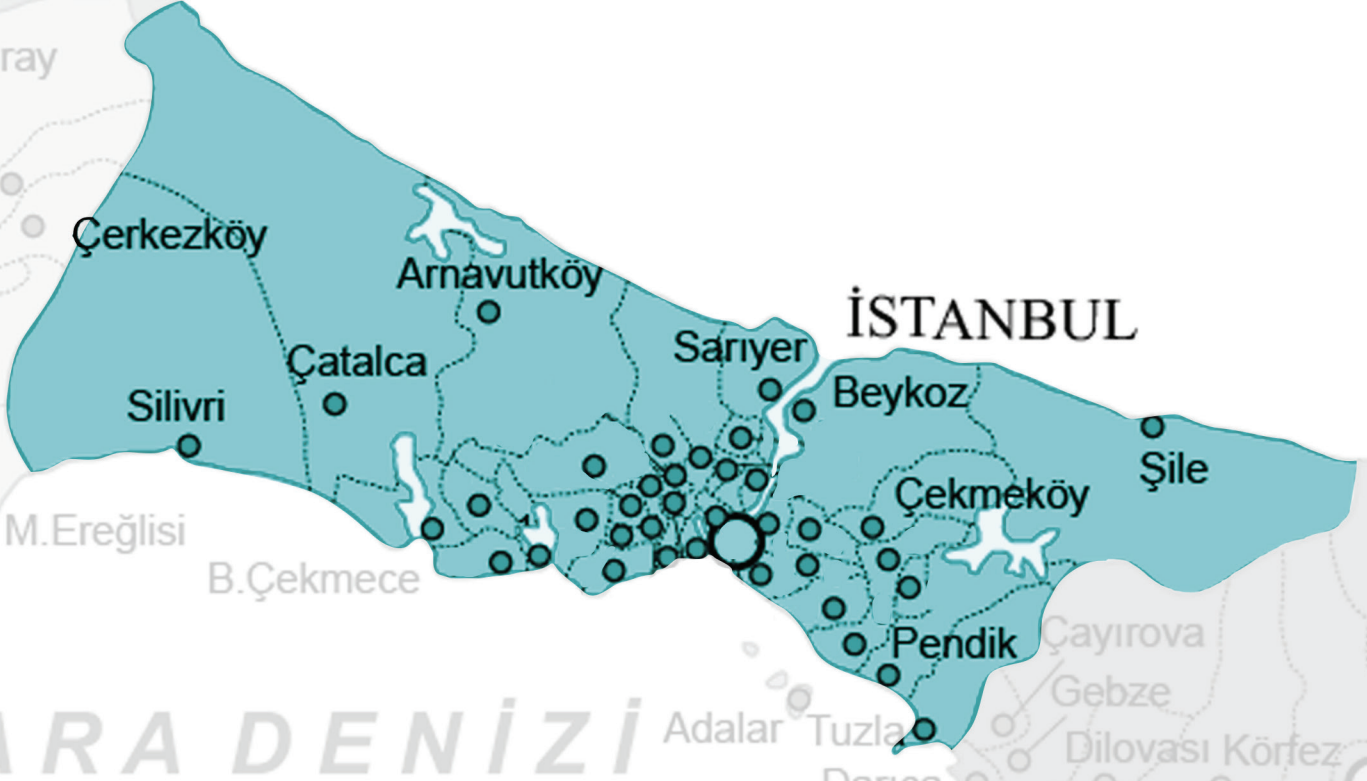 ray
Çerkezköy
Arnavutköy
İSTANBUL
Sarıyer
Çatalca
Beykoz
Silivri
Şile
Çekmeköy
M.Ereğlisi
B.Çekmece
Pendik
Çayırova
Gebze
ARA DENİZİ
Adalar
Tuzla
Dilovası
Körfez